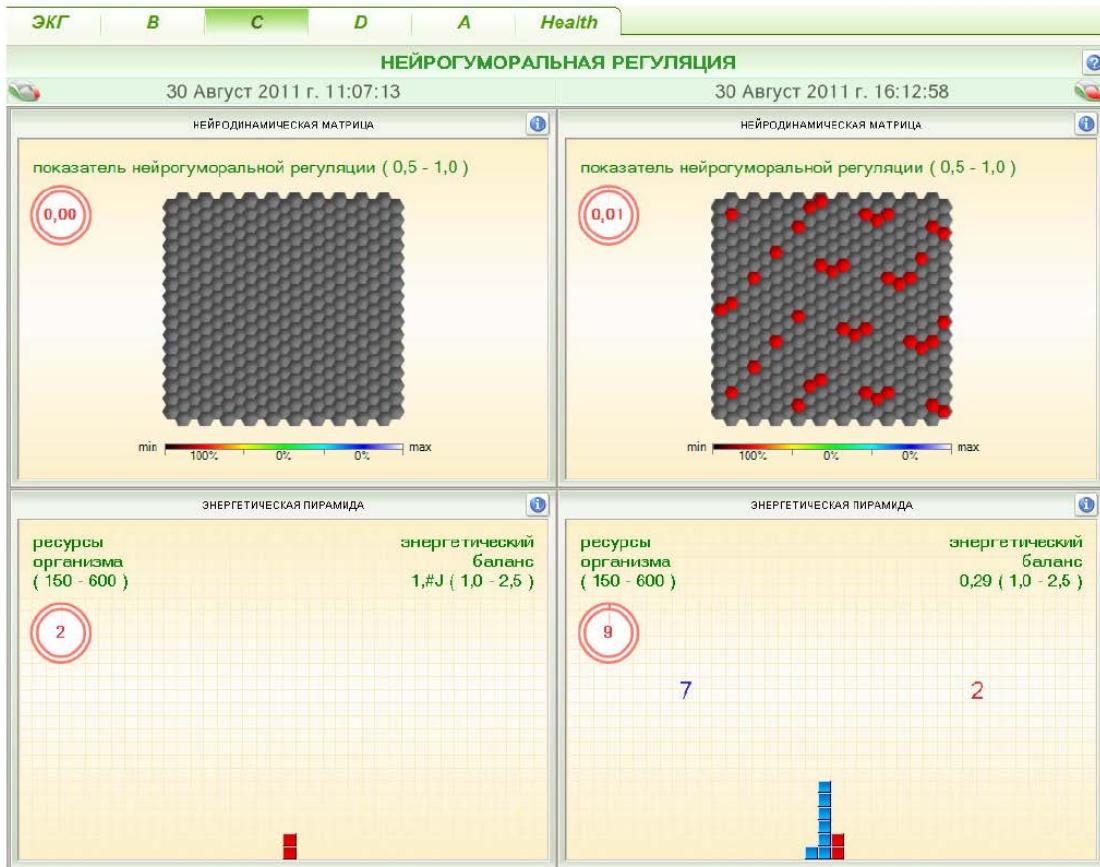 ЭКГ B C D A Health
НЕЙРОГУМОРАЛЬНАЯ РЕГУЛЯЦИЯ
30 Август 2011 г. 11:07:13
30 Август 2011 г. 16:12:58
НЕЙРОДИНАМИЧЕСКАЯ МАТРИЦА
показатель нейрогуморальной регуляции ( 0,5 - 1,0 )
0,00
min 100% 0% 0% max
НЕЙРОДИНАМИЧЕСКАЯ МАТРИЦА
показатель нейрогуморальной регуляции ( 0,5 - 1,0 )
0,01
min 100% 0% 0% max
ЭНЕРГЕТИЧЕСКАЯ ПИРАМИДА
ресурсы
организма
( 150 - 600 )
энергетический
баланс
1,#J ( 1,0 - 2,5 )
2
ЭНЕРГЕТИЧЕСКАЯ ПИРАМИДА
ресурсы
организма
( 150 - 600 )
энергетический
баланс
0,29 ( 1,0 - 2,5 )
9
7 2